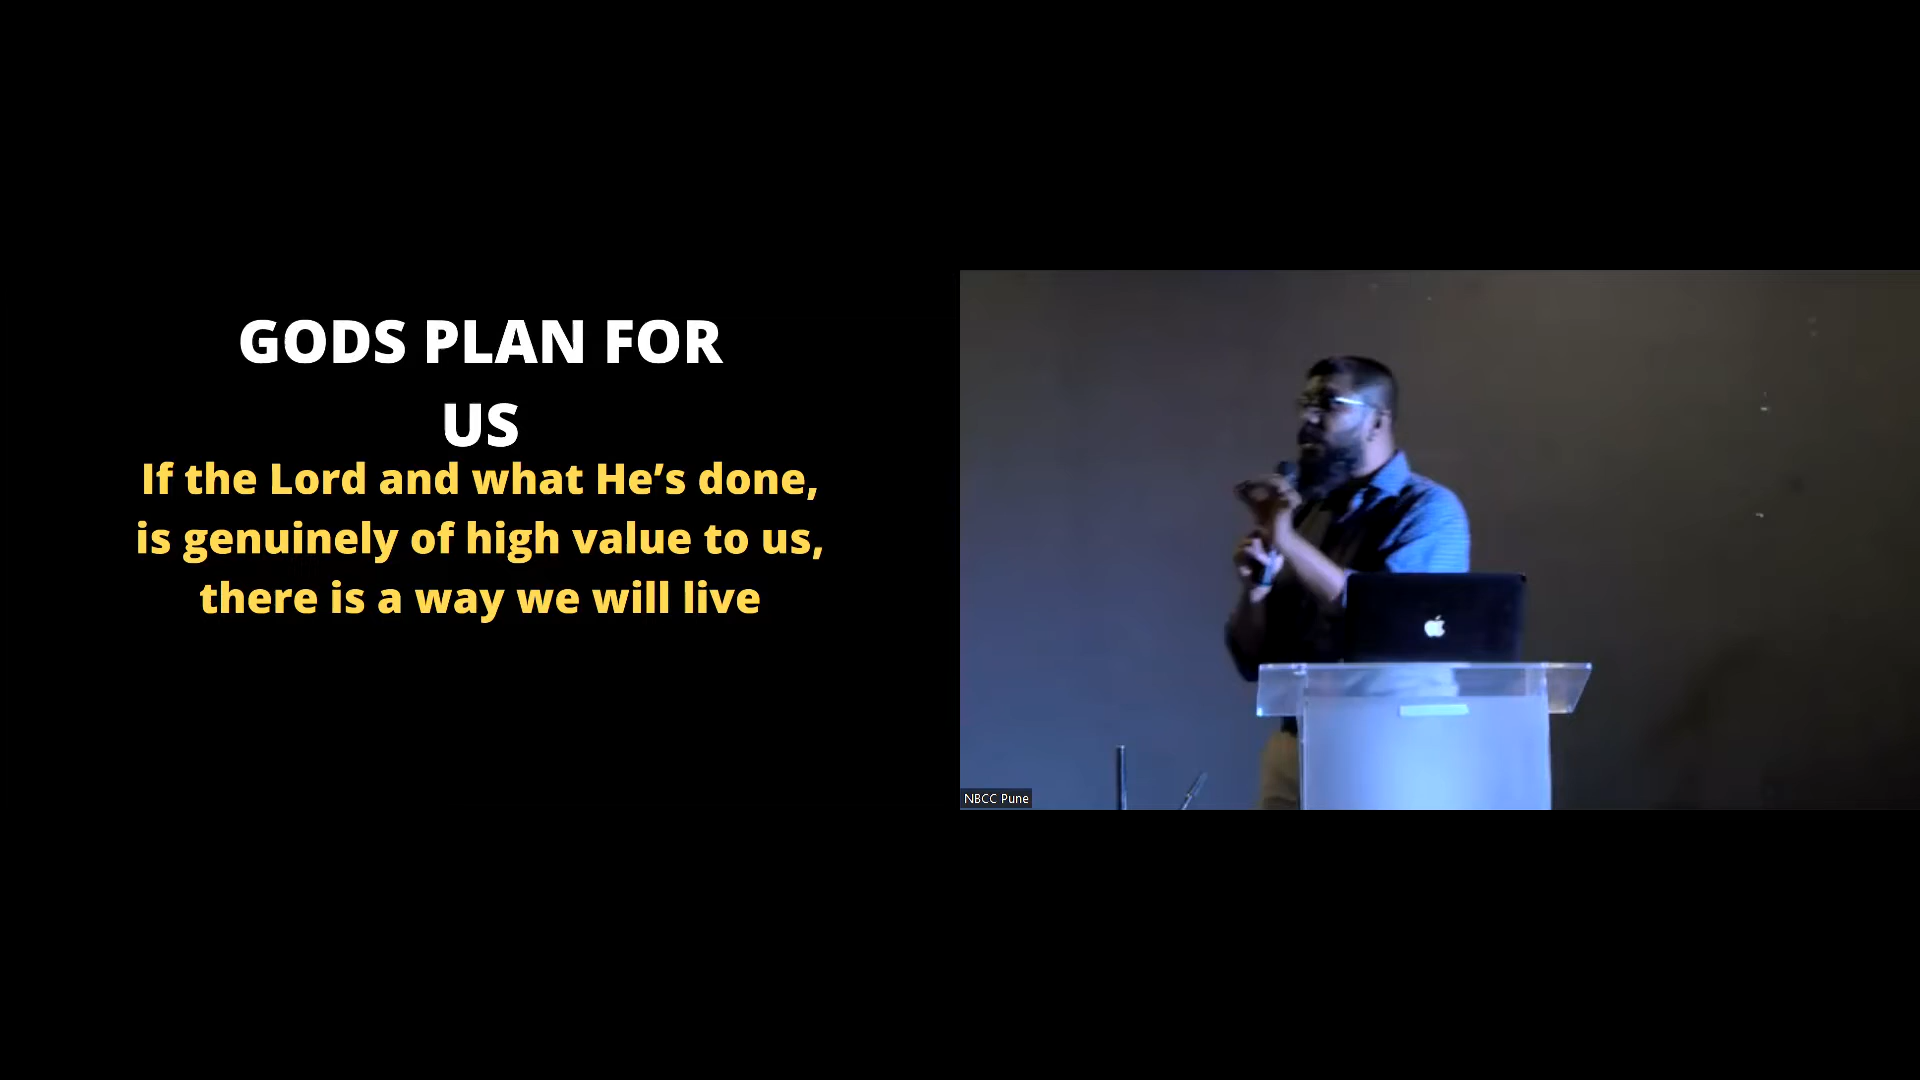 GODS PLAN FOR
US
If the Lord and what He’s done,
is genuinely of high value to us,
there is a way we will live
NBCC Pune